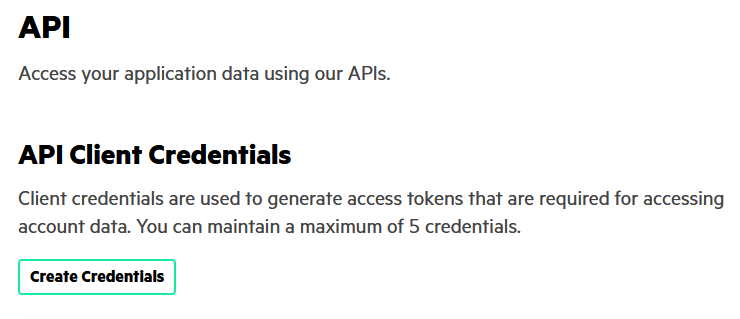 API
Access your application data using our APIs.
API Client Credentials
Client credentials are used to generate access tokens that are required for accessing
account data. You can maintain a maximum of 5 credentials.
Create Credentials